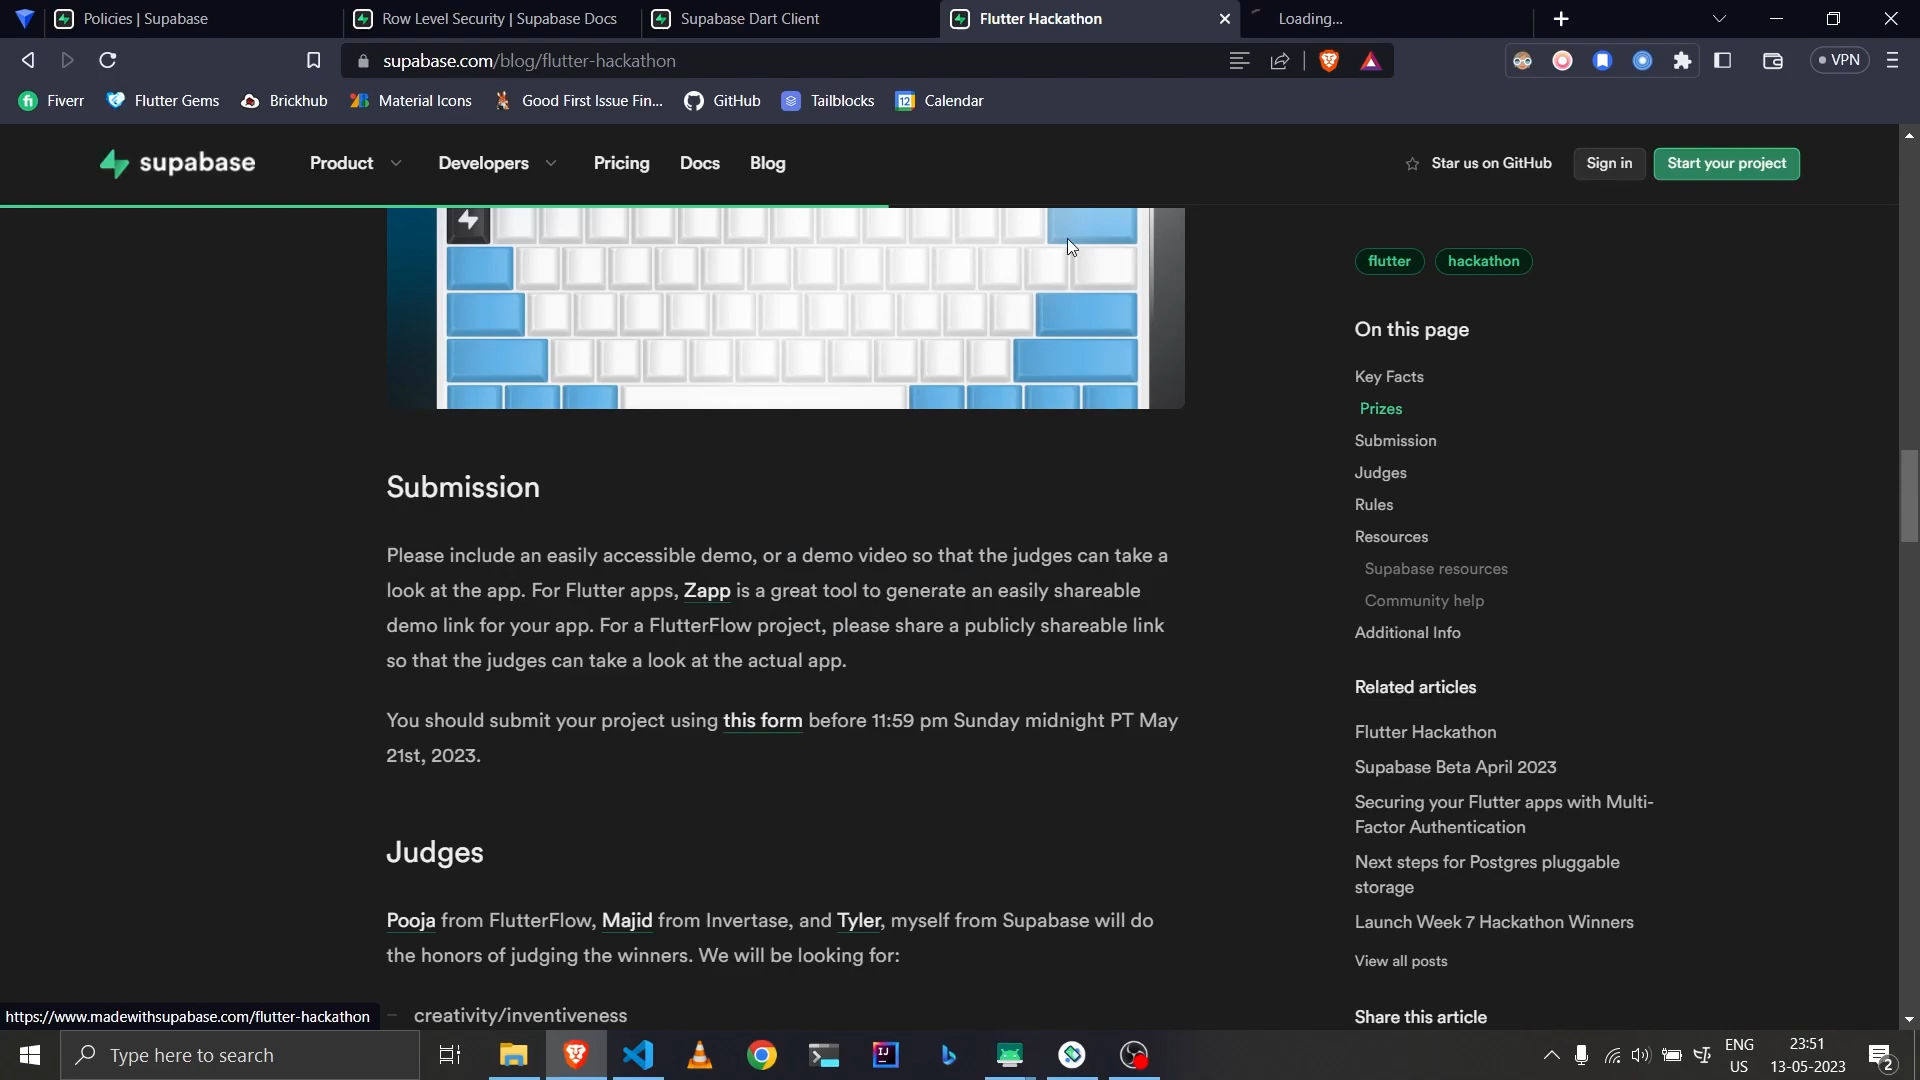 Policies | Supabase
Row Level Security | Supabase Docs
Supabase Dart Client
Flutter Hackathon
Loading...
supabase.com/blog/flutter-hackathon
VPN
Fiverr
Flutter Gems
Brickhub
Material Icons
Good First Issue Fin...
GitHub
Tailblocks
12
Calendar
supabase
Product
Developers
Pricing
Docs
Blog
Star us on GitHub
Sign in
Start your project
flutter
hackathon
On this page
Key Facts
Prizes
Submission
Judges
Rules
Resources
Supabase resources
Community help
Additional Info
Related articles
Flutter Hackathon
Supabase Beta April 2023
Securing your Flutter apps with Multi-
Factor Authentication
Next steps for Postgres pluggable
storage
Launch Week 7 Hackathon Winners
View all posts
Share this article
Submission
Please include an easily accessible demo, or a demo video so that the judges can take a
look at the app. For Flutter apps, Zapp is a great tool to generate an easily shareable
demo link for your app. For a FlutterFlow project, please share a publicly shareable link
so that the judges can take a look at the actual app.
You should submit your project using this form before 11:59 pm Sunday midnight PT May
21st, 2023.
Judges
Pooja from FlutterFlow, Majid from Invertase, and Tyler, myself from Supabase will do
the honors of judging the winners. We will be looking for:
creativity/inventiveness
https://www.madewithsupabase.com/flutter-hackathon
Type here to search
IJ
ENG
US
23:51
13-05-2023
2